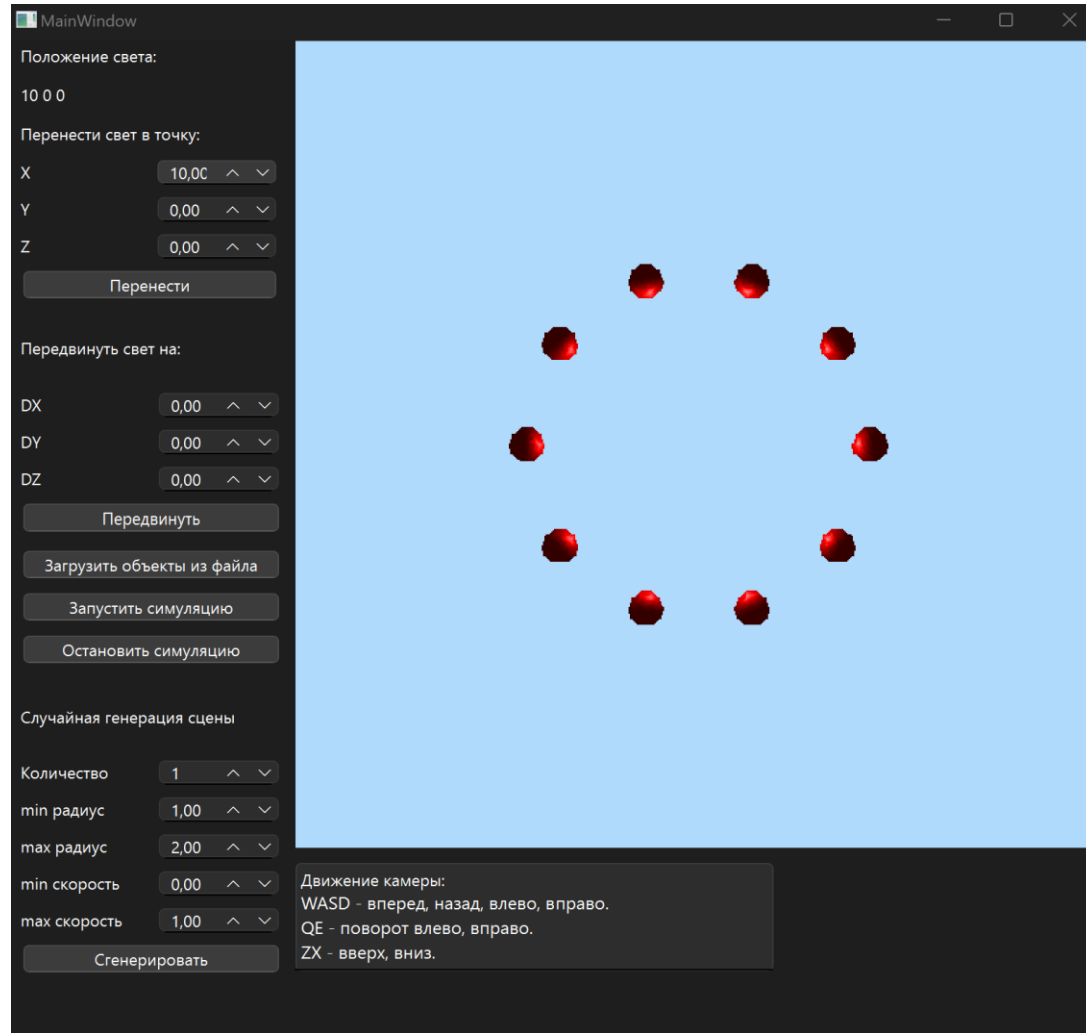 MainWindow
Положение света:
10 0 0
Перенести свет в точку:
X 10,00
Y 0,00
Z 0,00
Перенести
Передвинуть свет на:
DX 0,00
DY 0,00
DZ 0,00
Передвинуть
Загрузить объекты из файла
Запустить симуляцию
Остановить симуляцию
Случайная генерация сцены
Количество 1
min радиус 1,00
max радиус 2,00
min скорость 0,00
max скорость 1,00
Сгенерировать
Движение камеры:
WASD - вперед, назад, влево, вправо.
QE - поворот влево, вправо.
ZX - вверх, вниз.